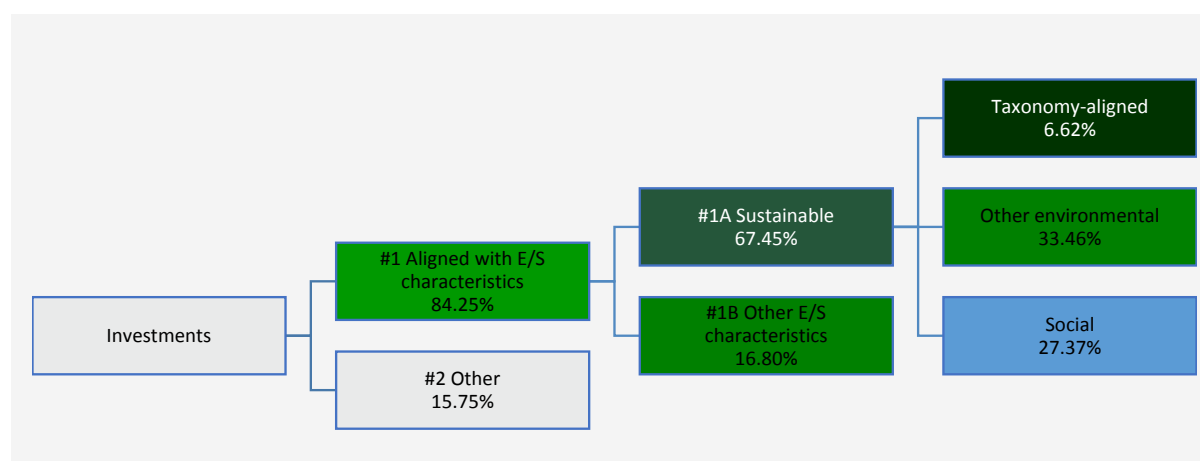 Investments
#1 Aligned with E/S
characteristics
84.25%
#2 Other
15.75%
#1A Sustainable
67.45%
#1B Other E/S
characteristics
16.80%
Taxonomy-aligned
6.62%
Other environmental
33.46%
Social
27.37%